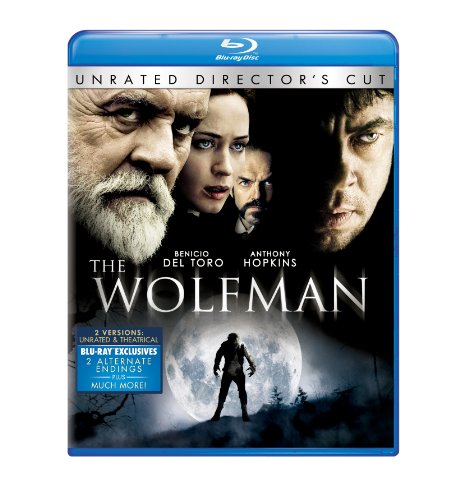 Blu-ray Disc
UNRATED DIRECTOR'S CUT
BENICIO
DEL TORO
ANTHONY
HOPKINS
THE
WOLFMAN
2 VERSIONS:
UNRATED & THEATRICAL
BLU-RAY EXCLUSIVES
2 ALTERNATE
ENDINGS
PLUS
MUCH MORE!